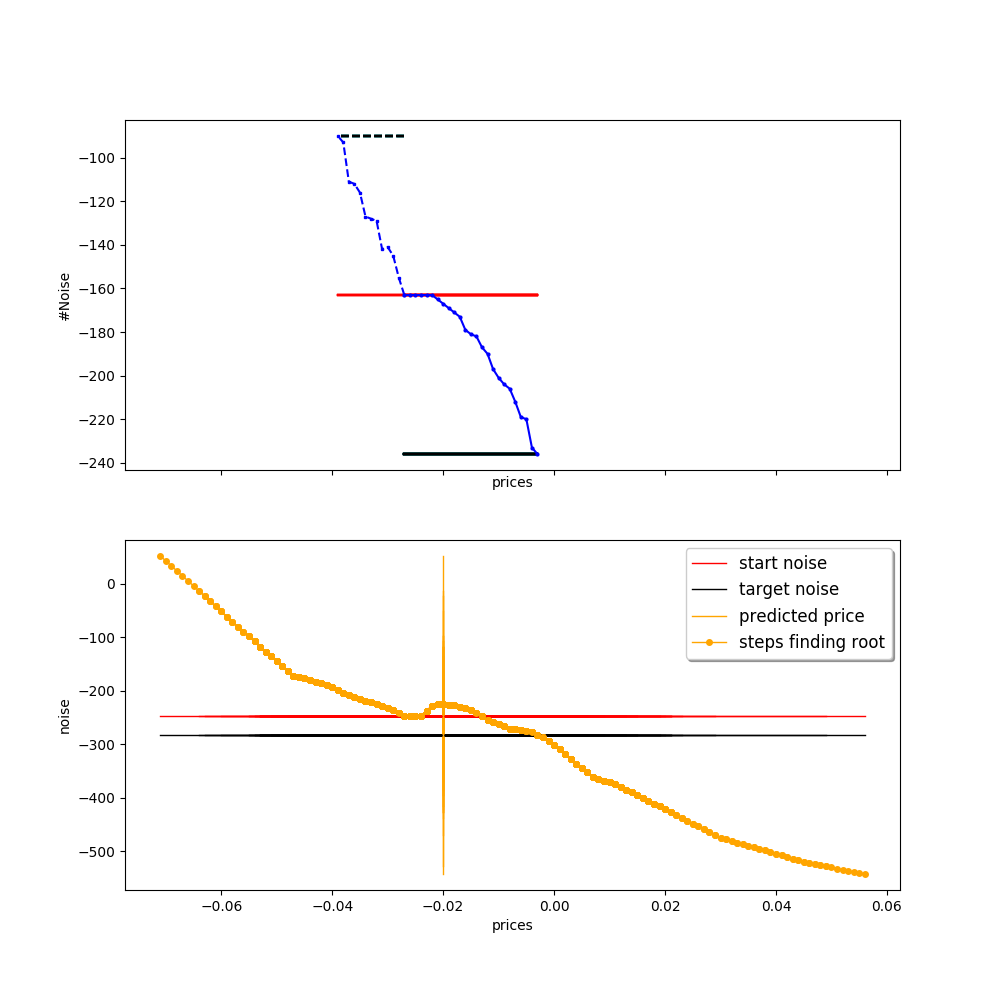 −100
−120
−140
−160
−180
−200
−220
−240
#Noise
prices
0
−100
−200
−300
−400
−500
noise
start noise
target noise
predicted price
steps finding root
−0.06
−0.04
−0.02
0.00
0.02
0.04
0.06
prices